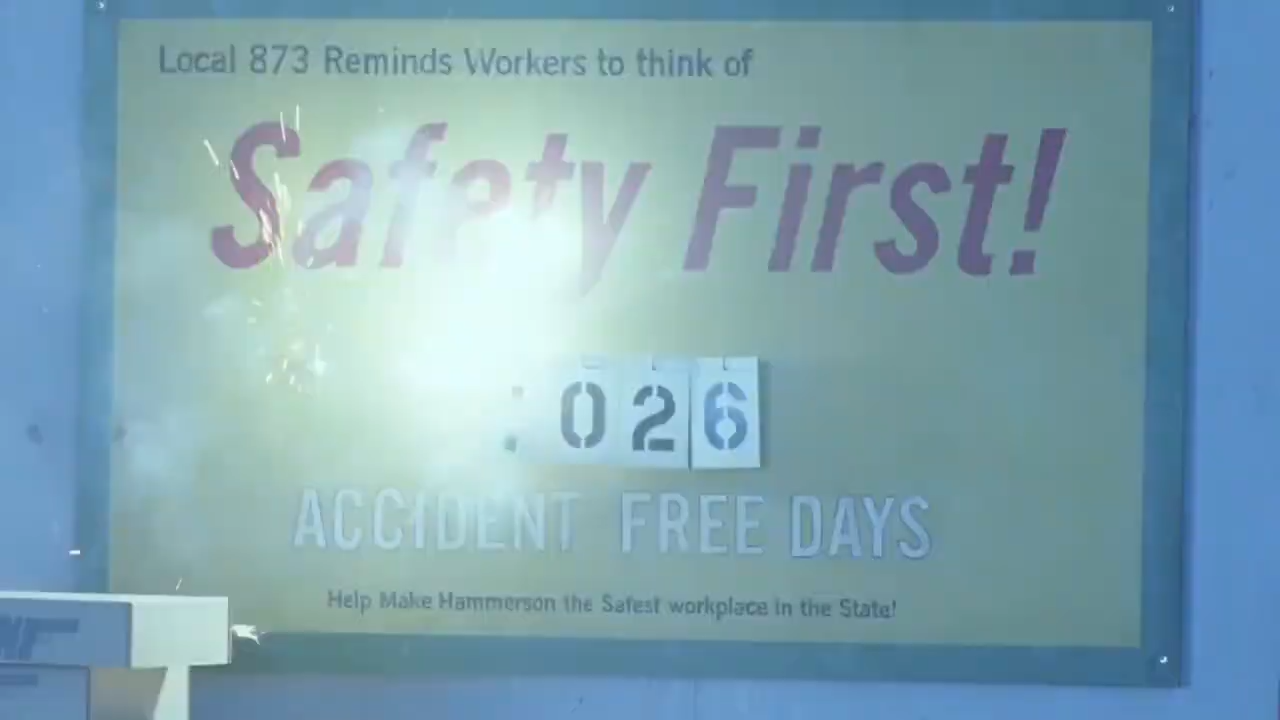 Local 873 Reminds Workers to think of
Safety First!
026
ACCIDENT FREE DAYS
Help Make Hammerson the Safest workplace in the State!